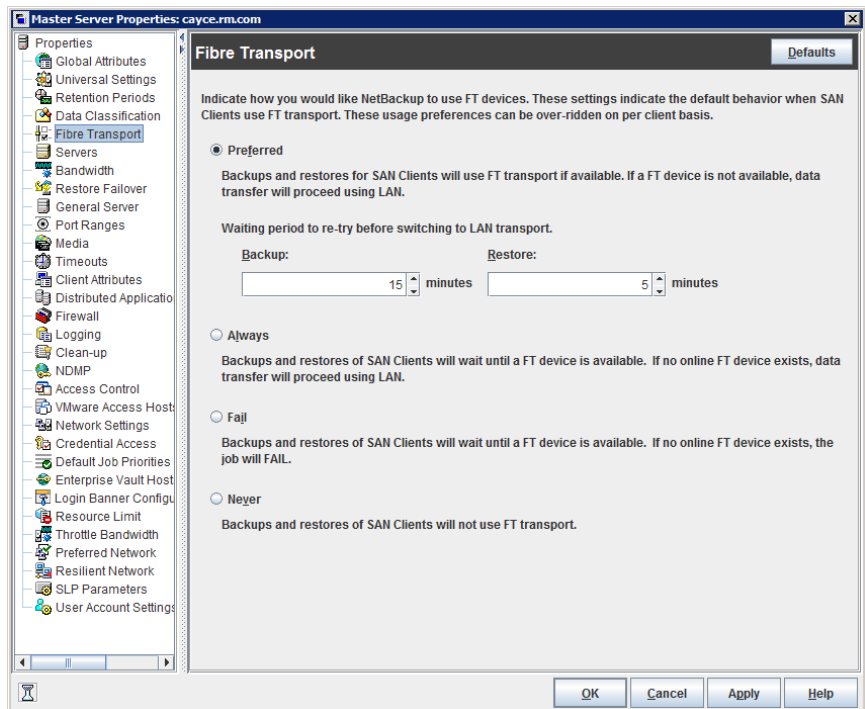 Master Server Properties: cayce.rm.com
Properties
Global Attributes
Universal Settings
Retention Periods
Data Classification
Fibre Transport
Servers
Bandwidth
Restore Failover
General Server
Port Ranges
Media
Timeouts
Client Attributes
Distributed Applicatio
Firewall
Logging
Clean-up
NDMP
Access Control
VMware Access Hosts
Network Settings
Credential Access
Default Job Priorities
Enterprise Vault Host
Login Banner Configu
Resource Limit
Throttle Bandwidth
Preferred Network
Resilient Network
SLP Parameters
User Account Settings
Fibre Transport
Defaults
Indicate how you would like NetBackup to use FT devices. These settings indicate the default behavior when SAN
Clients use FT transport. These usage preferences can be over-ridden on per client basis.
Preferred
Backups and restores for SAN Clients will use FT transport if available. If a FT device is not available, data
transfer will proceed using LAN.
Waiting period to re-try before switching to LAN transport.
Backup: Restore:
15 minutes 5 minutes
Always
Backups and restores of SAN Clients will wait until a FT device is available. If no online FT device exists, data
transfer will proceed using LAN.
Fail
Backups and restores of SAN Clients will wait until a FT device is available. If no online FT device exists, the
job will FAIL.
Never
Backups and restores of SAN Clients will not use FT transport.
OK Cancel Apply Help